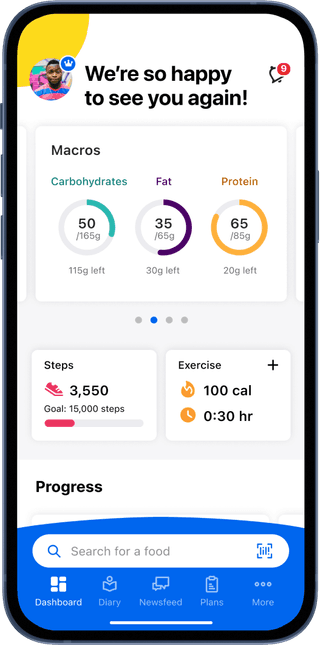 We're so happy
to see you again!
9
Macros
Carbohydrates Fat Protein
50 35 65
/165g /65g /85g
115g left 30g left 20g left
Steps
3,550
Goal: 15,000 steps
Exercise
100 cal
0:30 hr
Progress
Search for a food
Dashboard Diary Newsfeed Plans More